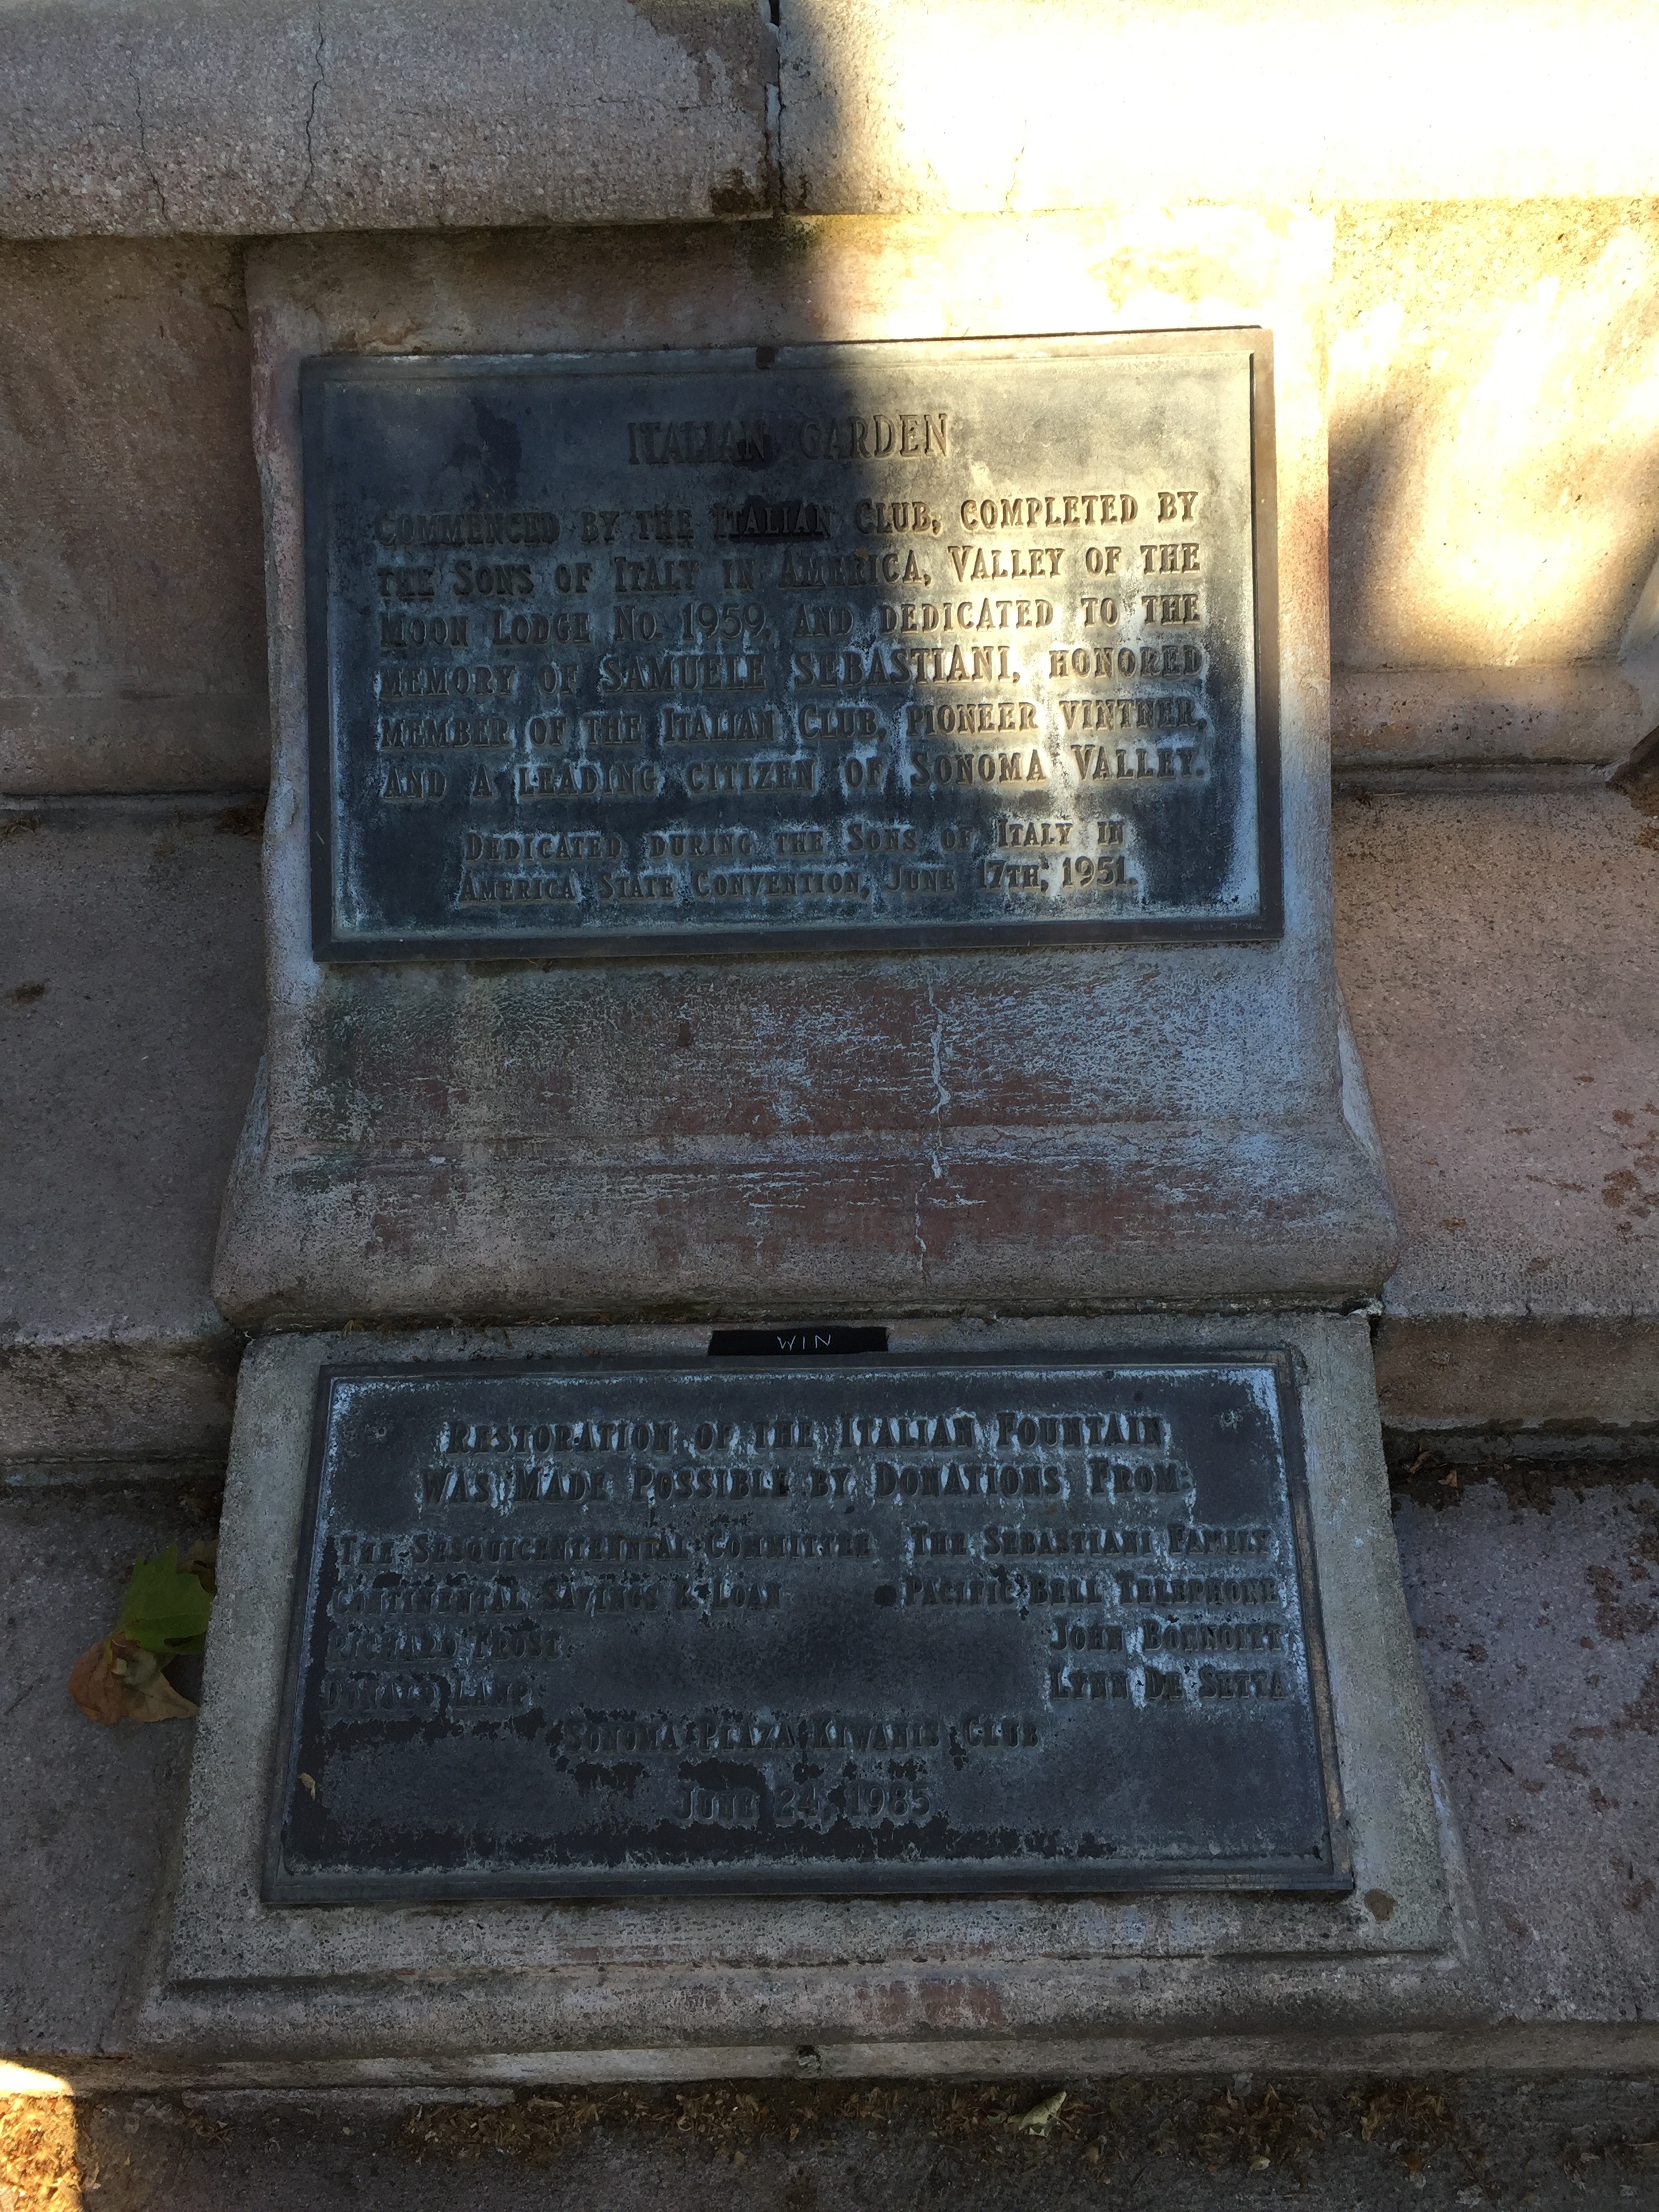 ITALIAN GARDEN
COMMENCED BY THE ITALIAN CLUB, COMPLETED BY
THE SONS OF ITALY IN AMERICA, VALLEY OF THE
MOON LODGE NO. 1959, AND DEDICATED TO THE
MEMORY OF SAMUELE SEBASTIANI, HONORED
MEMBER OF THE ITALIAN CLUB, PIONEER VINTNER,
AND A LEADING CITIZEN OF SONOMA VALLEY.
DEDICATED DURING THE SONS OF ITALY IN
AMERICA STATE CONVENTION, JUNE 17TH, 1951.
WIN
RESTORATION OF THE ITALIAN FOUNTAIN
WAS MADE POSSIBLE BY DONATIONS FROM:
THE SESQUICENTENNTAL COMMITTEE THE SEBASTIANI FAMILY
CONTINENTAL SAVINGS & LOAN PACIFIC BELL TELEPHONE
RICHARD TRUST JOHN
LYNN DE SETTA
SONOMA PLAZA KIWANIS CLUB
JUNE 24, 1985